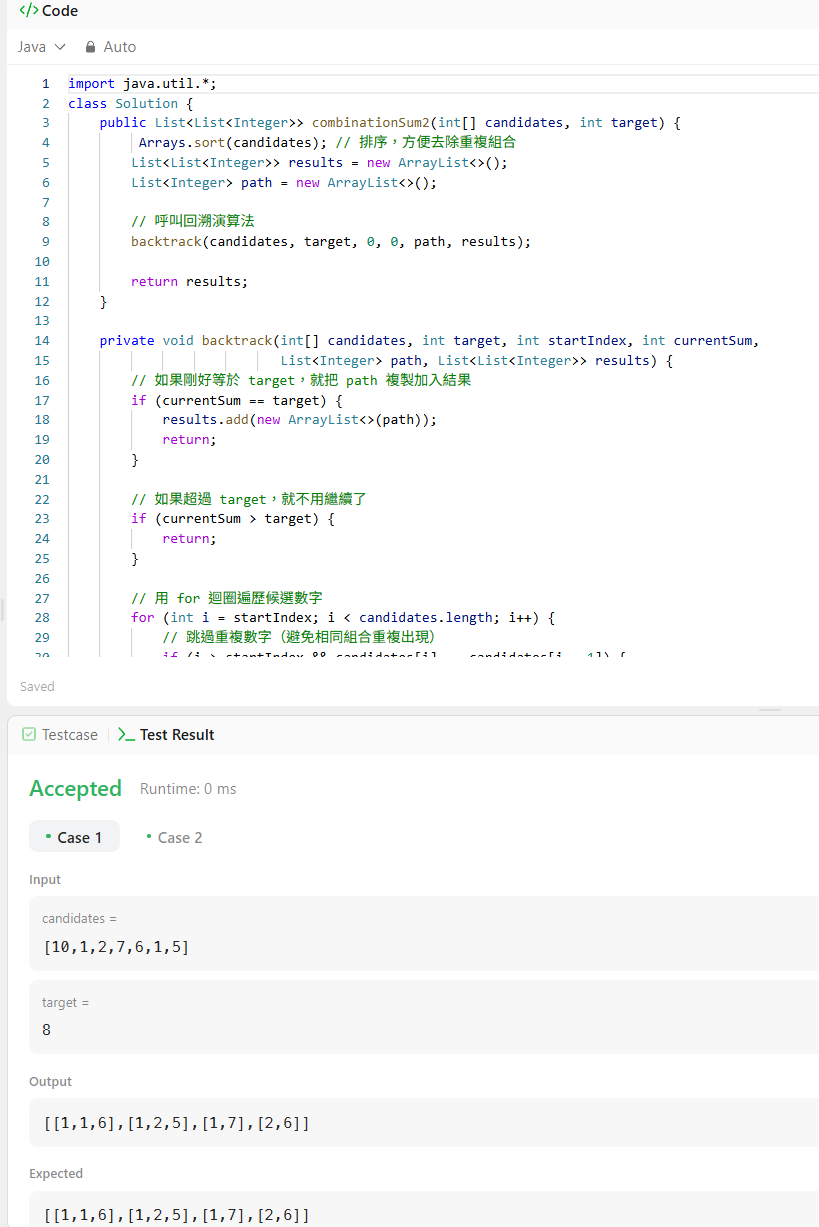 </> Code
Java Auto
1 import java.util.*;
2 class Solution {
3 public List<List<Integer>> combinationSum2(int[] candidates, int target) {
4 Arrays.sort(candidates); // 排序，方便去除重複組合
5 List<List<Integer>> results = new ArrayList<>();
6 List<Integer> path = new ArrayList<>();
7
8 // 呼叫回溯演算法
9 backtrack(candidates, target, 0, 0, path, results);
10
11 return results;
12 }
13
14 private void backtrack(int[] candidates, int target, int startIndex, int currentSum,
15 List<Integer> path, List<List<Integer>> results) {
16 // 如果剛好等於 target，就把 path 複製加入結果
17 if (currentSum == target) {
18 results.add(new ArrayList<>(path));
19 return;
20 }
21
22 // 如果超過 target，就不用繼續了
23 if (currentSum > target) {
24 return;
25 }
26
27 // 用 for 迴圈遍歷候選數字
28 for (int i = startIndex; i < candidates.length; i++) {
29 // 跳過重複數字（避免相同組合重複出現）
30 if (i > startIndex && candidates[i] candidates[i - 1]) {
Saved
Testcase Test Result
Accepted Runtime: 0 ms
Case 1 Case 2
Input
candidates =
[10,1,2,7,6,1,5]
target =
8
Output
[[1,1,6],[1,2,5],[1,7],[2,6]]
Expected
[[1,1,6],[1,2,5],[1,7],[2,6]]